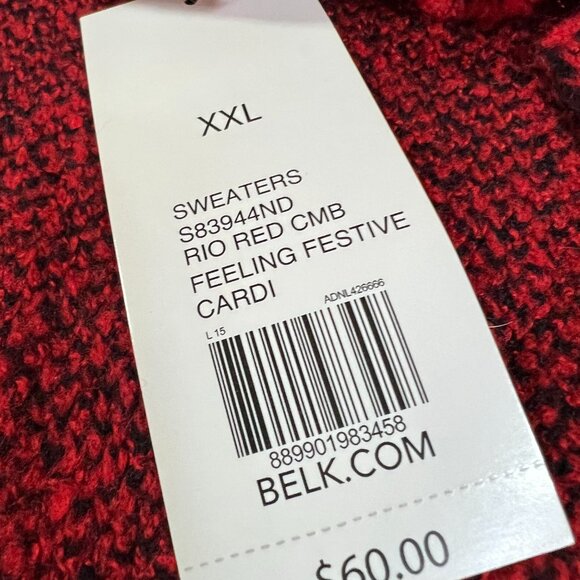 XXL
SWEATERS
S83944ND
RIO RED CMB
FEELING FESTIVE
CARDI
L 15 ADNL426666
889901983458
BELK.COM
$60.00